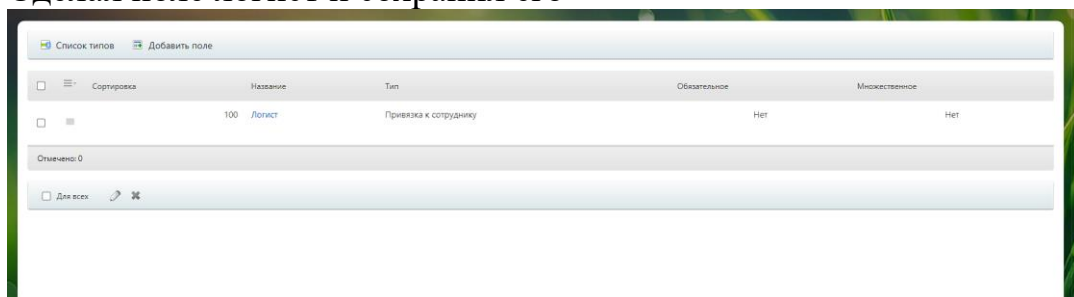 Список типов Добавить поле
Сортировка Название Тип Обязательное Множественное
100 Логист Привязка к сотруднику Нет Нет
Отмечено: 0
Для всех